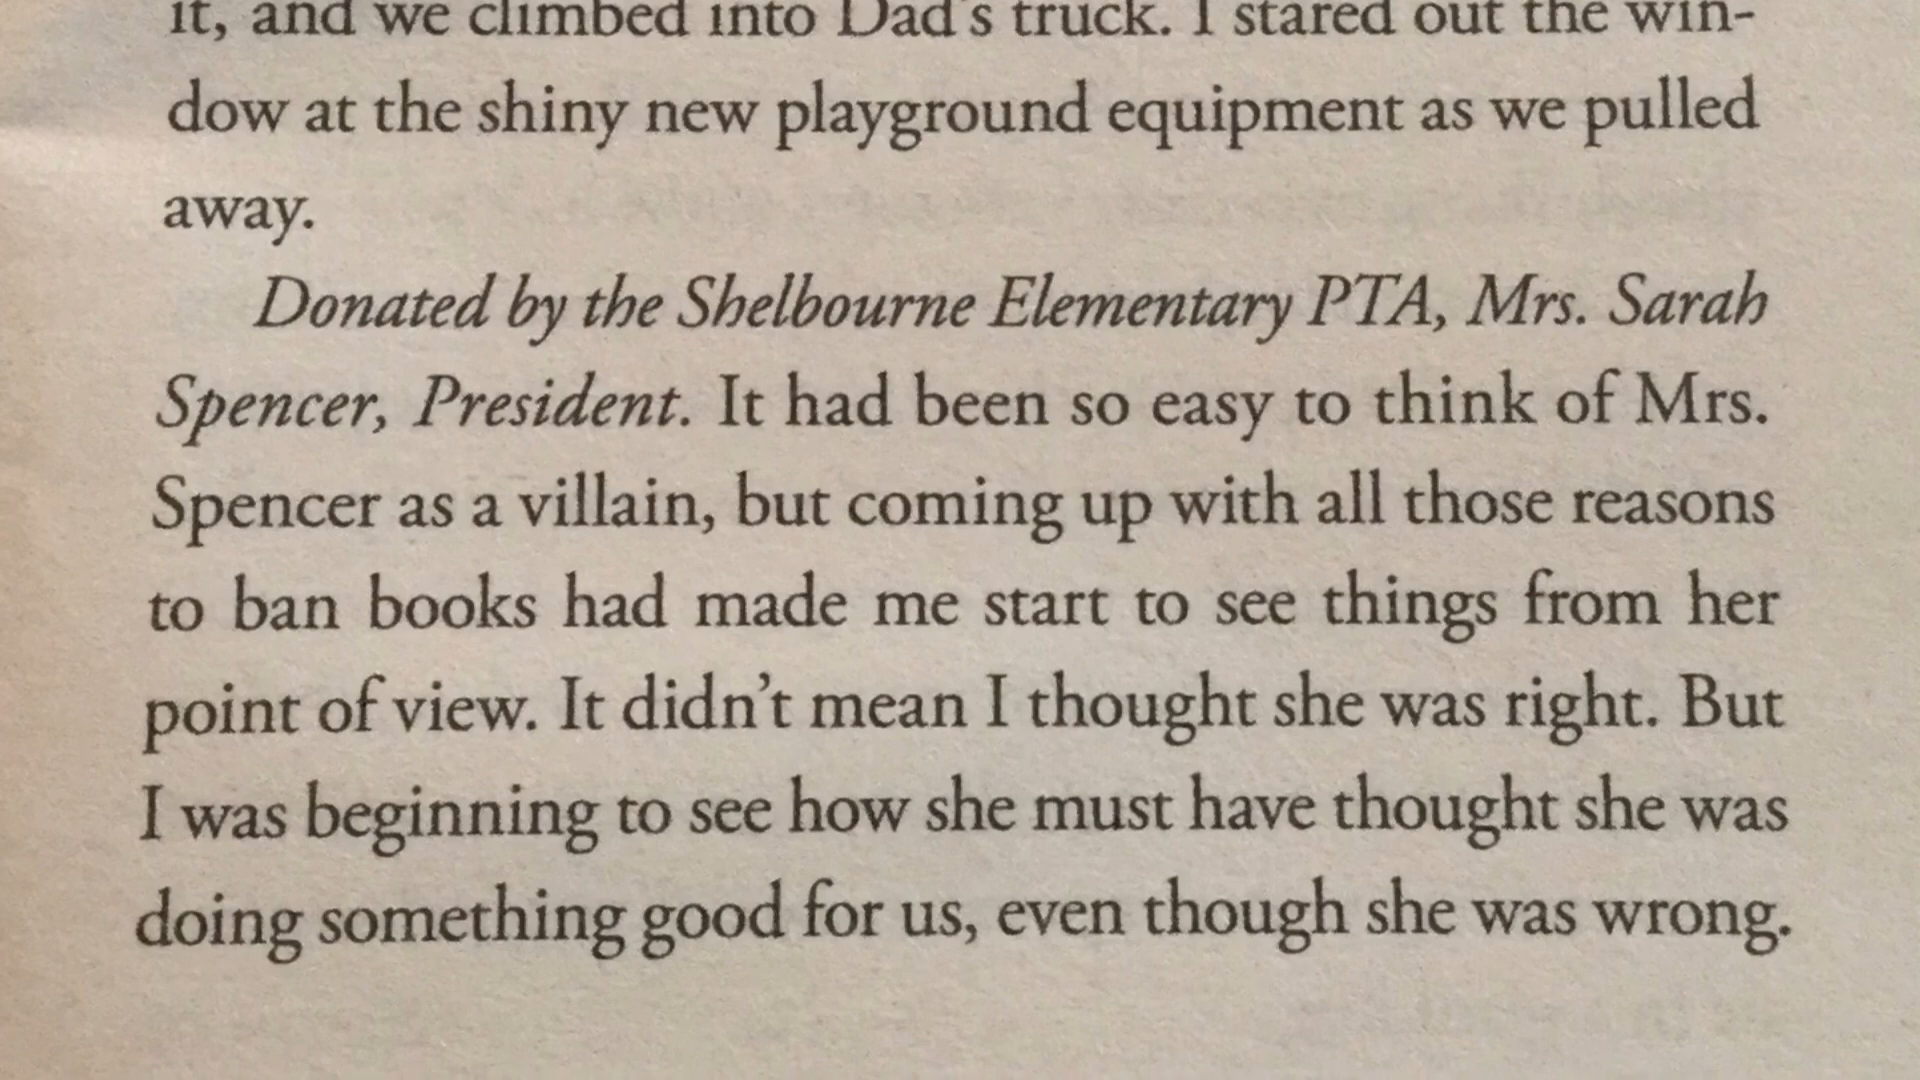 it, and we climbed into Dad's truck. I stared out the win-
dow at the shiny new playground equipment as we pulled
away.
Donated by the Shelbourne Elementary PTA, Mrs. Sarah
Spencer, President. It had been so easy to think of Mrs.
Spencer as a villain, but coming up with all those reasons
to ban books had made me start to see things from her
point of view. It didn't mean I thought she was right. But
I was beginning to see how she must have thought she was
doing something good for us, even though she was wrong.